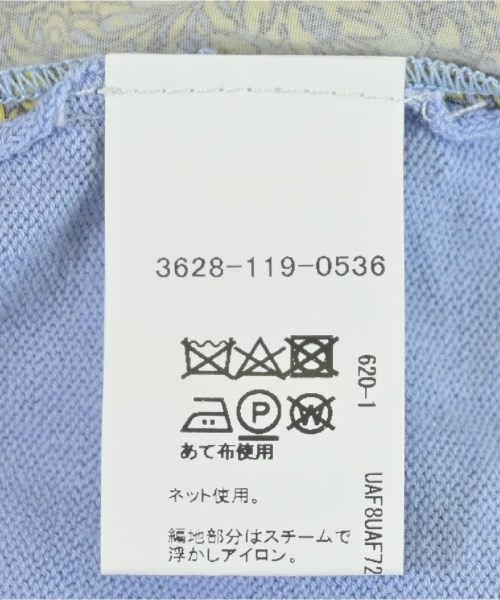 3628-119-0536
620-1
P W
あて布使用
UAF8UAF72
ネット使用。
編地部分はスチームで
浮かしアイロン。